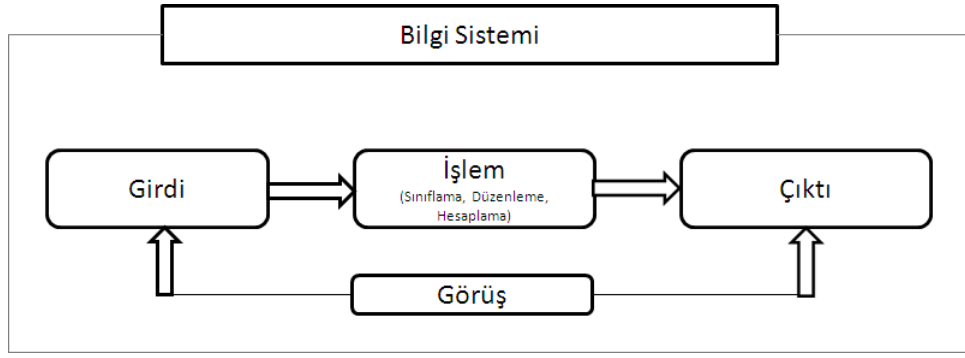 Bilgi Sistemi
Girdi
İşlem
(Sınıflama, Düzenleme,
Hesaplama)
Çıktı
Görüş